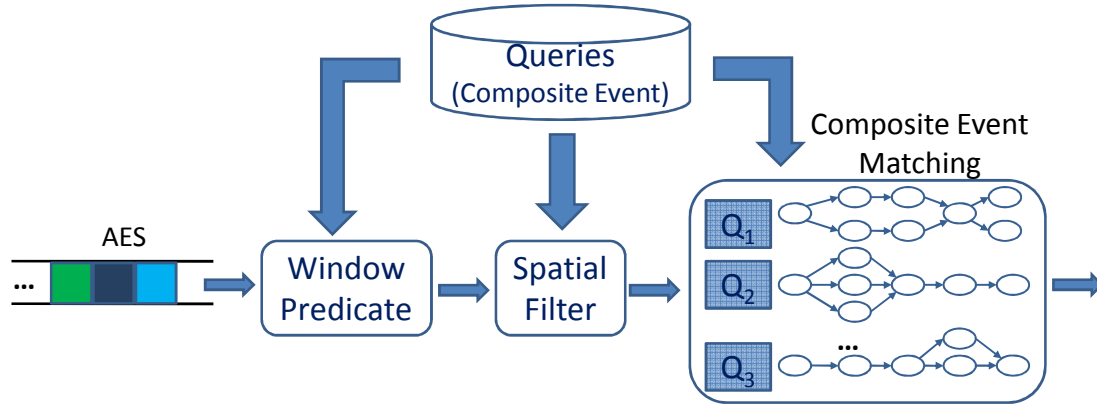 Queries
(Composite Event)
Composite Event
Matching
AES
...
Window
Predicate
Spatial
Filter
Q1
Q2
...
Q3